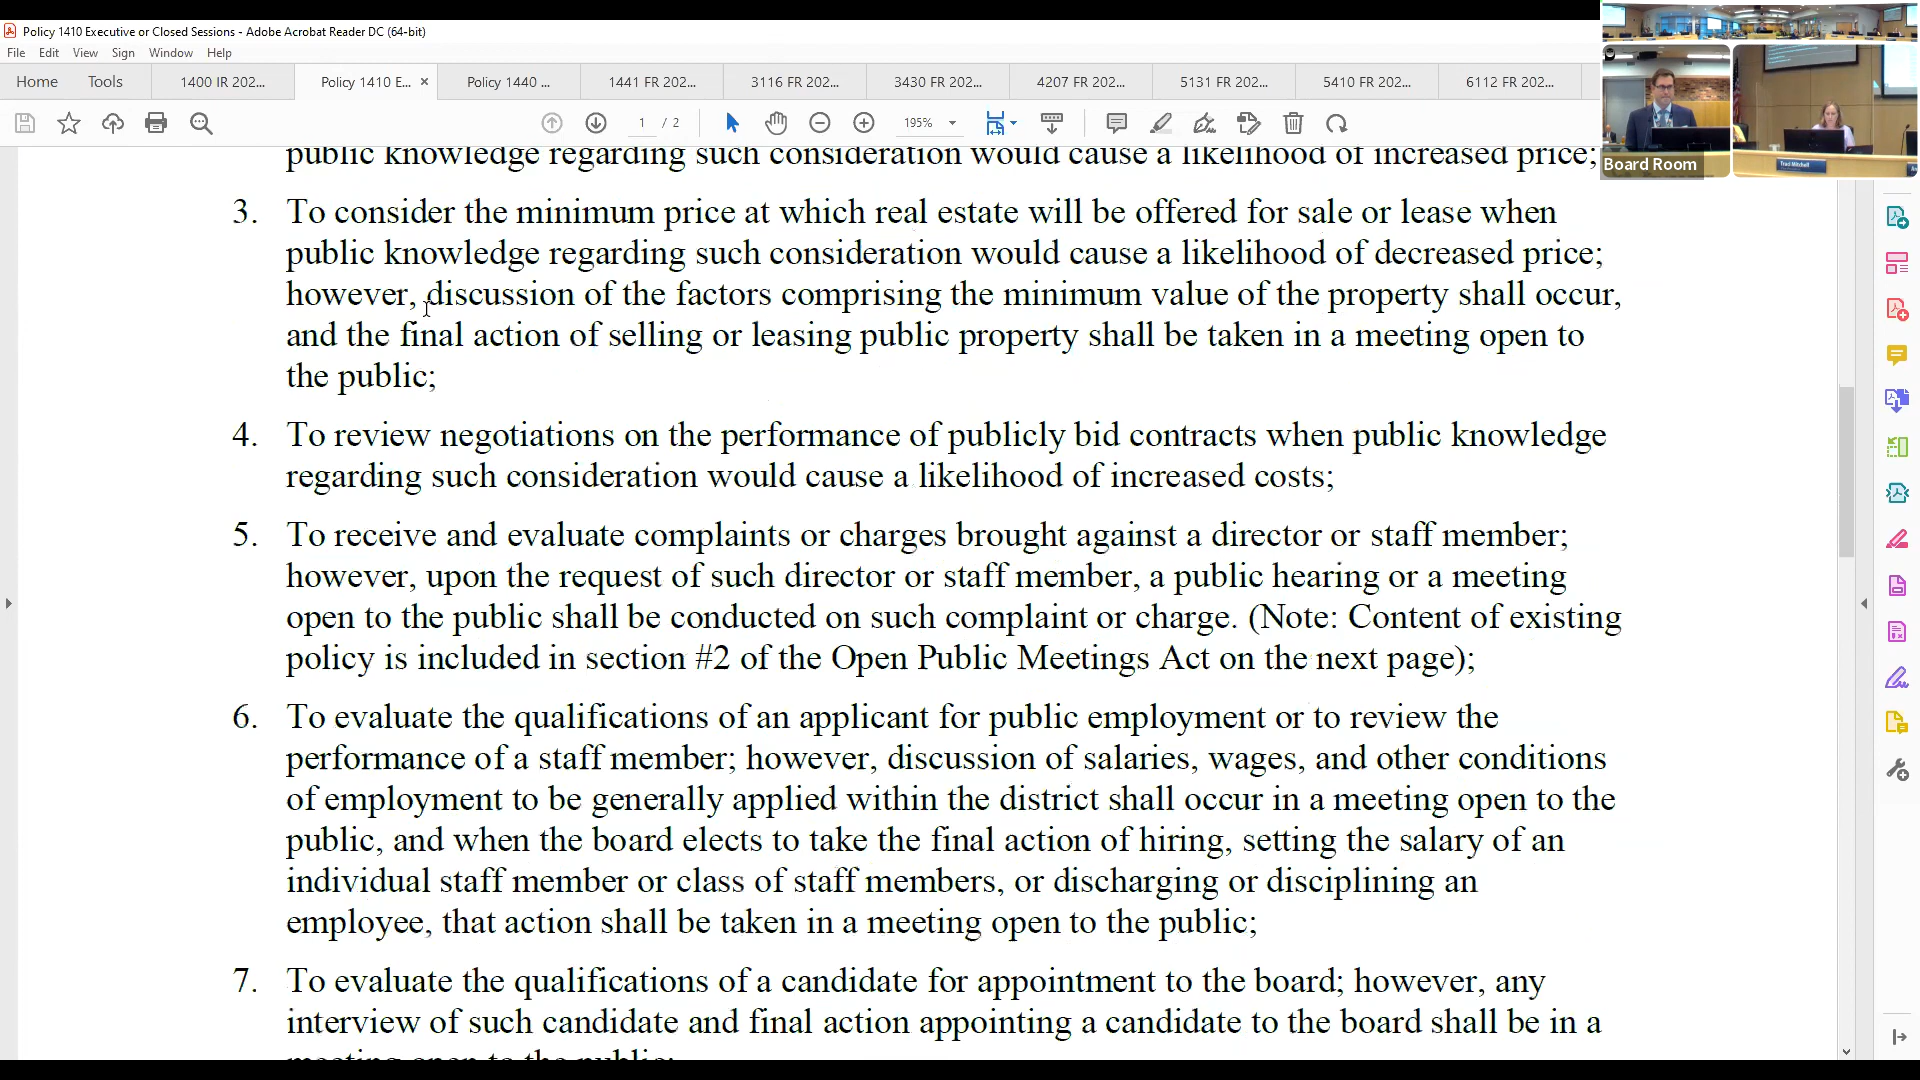 Policy 1410 Executive or Closed Sessions - Adobe Acrobat Reader DC (64-bit)
File Edit View Sign Window Help
Home Tools 1400 IR 202... Policy 1410 E... × Policy 1440 ... 1441 FR 202... 3116 FR 202... 3430 FR 202... 4207 FR 202... 5131 FR 202... 5410 FR 202... 6112 FR 202...
1 / 2 195%
Board Room
Traci Mitchell
public knowledge regarding such consideration would cause a likelihood of increased price;
3. To consider the minimum price at which real estate will be offered for sale or lease when
public knowledge regarding such consideration would cause a likelihood of decreased price;
however, discussion of the factors comprising the minimum value of the property shall occur,
and the final action of selling or leasing public property shall be taken in a meeting open to
the public;
4. To review negotiations on the performance of publicly bid contracts when public knowledge
regarding such consideration would cause a likelihood of increased costs;
5. To receive and evaluate complaints or charges brought against a director or staff member;
however, upon the request of such director or staff member, a public hearing or a meeting
open to the public shall be conducted on such complaint or charge. (Note: Content of existing
policy is included in section #2 of the Open Public Meetings Act on the next page);
6. To evaluate the qualifications of an applicant for public employment or to review the
performance of a staff member; however, discussion of salaries, wages, and other conditions
of employment to be generally applied within the district shall occur in a meeting open to the
public, and when the board elects to take the final action of hiring, setting the salary of an
individual staff member or class of staff members, or discharging or disciplining an
employee, that action shall be taken in a meeting open to the public;
7. To evaluate the qualifications of a candidate for appointment to the board; however, any
interview of such candidate and final action appointing a candidate to the board shall be in a
meeting open to the public;